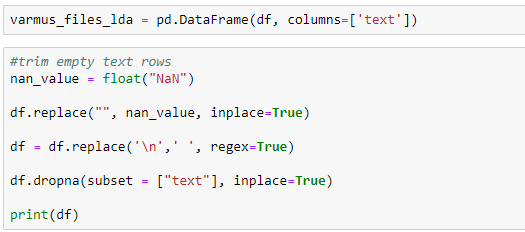 varmus_files_lda = pd.DataFrame(df, columns=['text'])
#trim empty text rows
nan_value = float("NaN")
df.replace("", nan_value, inplace=True)
df = df.replace('\n',' ', regex=True)
df.dropna(subset = ["text"], inplace=True)
print(df)